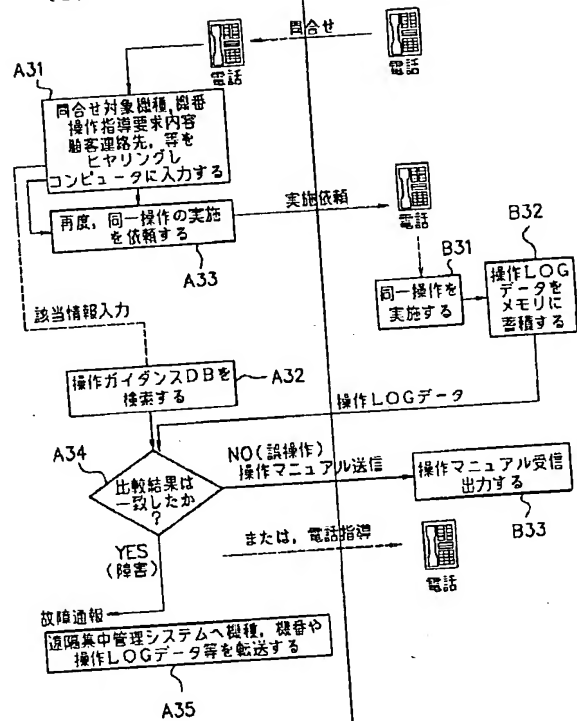 問合せ
電話
電話
A31
問合せ対象機種,機番
操作指導要求内容
顧客連絡先,等を
ヒヤリングし
コンピュータに入力する
再度,同一操作の実施
を依頼する
A33
実施依頼
電話
B31
同一操作を
実施する
B32
操作LOG
データを
メモリに
蓄積する
該当情報入力
操作ガイダンスDBを
検索する
A32
操作LOGデータ
A34
比較結果は
一致したか
?
NO(誤操作)
操作マニュアル送信
操作マニュアル受信
出力する
B33
YES
(障害)
または,電話指導
電話
故障通報
遠隔集中管理システムへ機種,機番や
操作LOGデータ等を転送する
A35